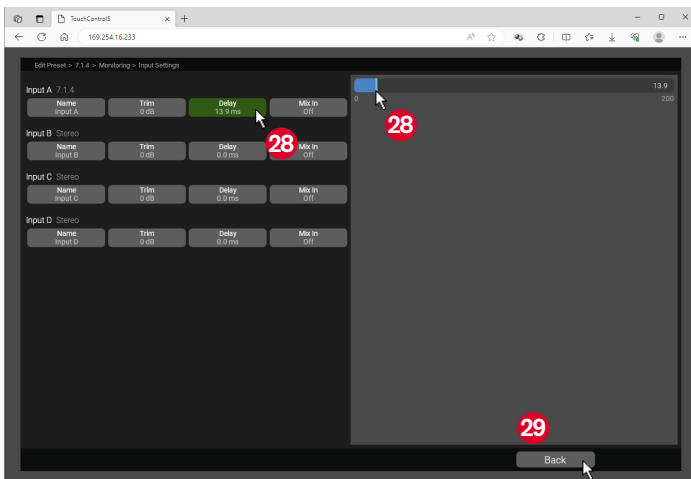 TouchControl5
169.254.16.233
Edit Preset > 7.1.4 > Monitoring > Input Settings
Input A 7.1.4
Name Trim Delay Mix In
Input A 0 dB 13.9 ms Off
28
Input B Stereo
Name Trim Delay Mix In
Input B 0 dB 0.0 ms Off
Input C Stereo
Name Trim Delay Mix In
Input C 0 dB 0.0 ms Off
Input D Stereo
Name Trim Delay Mix In
Input D 0 dB 0.0 ms Off
13.9
0 200
28
29
Back